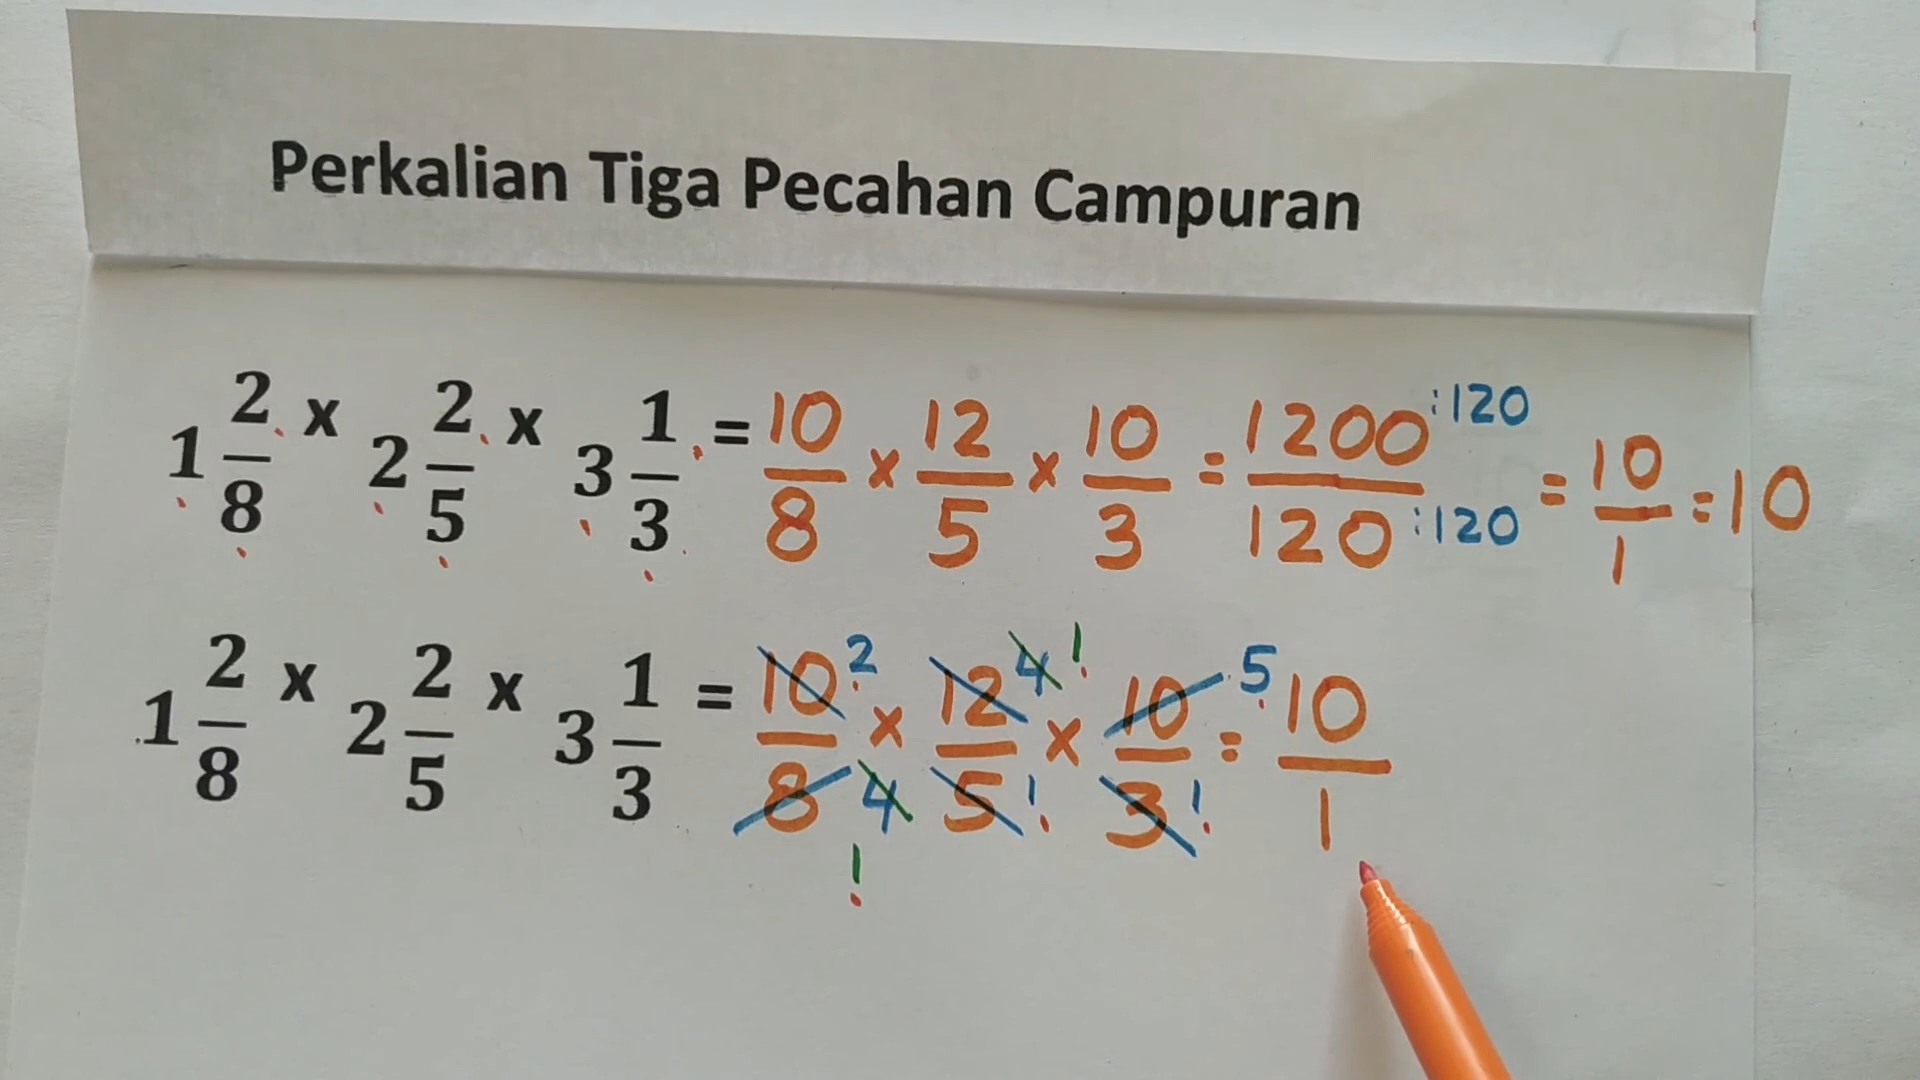 Perkalian Tiga Pecahan Campuran
1 2/8 x 2 2/5 x 3 1/3 = 10/8 x 12/5 x 10/3 = 1200 :120 / 120 :120 = 10/1 = 10
1 2/8 x 2 2/5 x 3 1/3 = 10 2 / 8 4 1 x 12 4 1 / 5 1 x 10 5 / 3 1 = 10/1